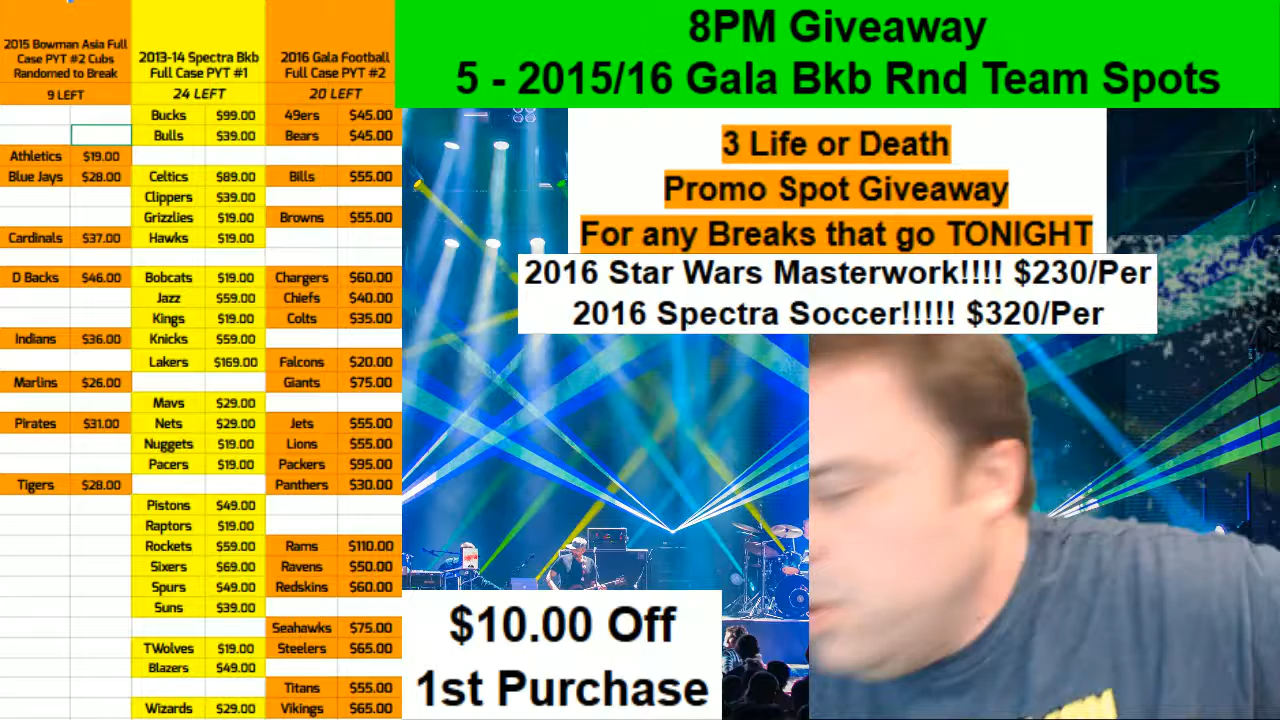 2015 Bowman Asia Full
Case PYT #2 Cubs
Randomed to Break
9 LEFT
Athletics $19.00
Blue Jays $28.00
Cardinals $37.00
D Backs $46.00
Indians $36.00
Marlins $26.00
Pirates $31.00
Tigers $28.00
2013-14 Spectra Bkb
Full Case PYT #1
24 LEFT
Bucks $99.00
Bulls $39.00
Celtics $89.00
Clippers $39.00
Grizzlies $19.00
Hawks $19.00
Bobcats $19.00
Jazz $59.00
Kings $19.00
Knicks $59.00
Lakers $169.00
Mavs $29.00
Nets $29.00
Nuggets $19.00
Pacers $19.00
Pistons $49.00
Raptors $19.00
Rockets $59.00
Sixers $69.00
Spurs $49.00
Suns $39.00
TWolves $19.00
Blazers $49.00
Wizards $29.00
2016 Gala Football
Full Case PYT #2
20 LEFT
49ers $45.00
Bears $45.00
Bills $55.00
Browns $55.00
Chargers $60.00
Chiefs $40.00
Colts $35.00
Falcons $20.00
Giants $75.00
Jets $55.00
Lions $55.00
Packers $95.00
Panthers $30.00
Rams $110.00
Ravens $50.00
Redskins $60.00
Seahawks $75.00
Steelers $65.00
Titans $55.00
Vikings $65.00
8PM Giveaway
5 - 2015/16 Gala Bkb Rnd Team Spots
3 Life or Death
Promo Spot Giveaway
For any Breaks that go TONIGHT
2016 Star Wars Masterwork!!!! $230/Per
2016 Spectra Soccer!!!!! $320/Per
$10.00 Off
1st Purchase